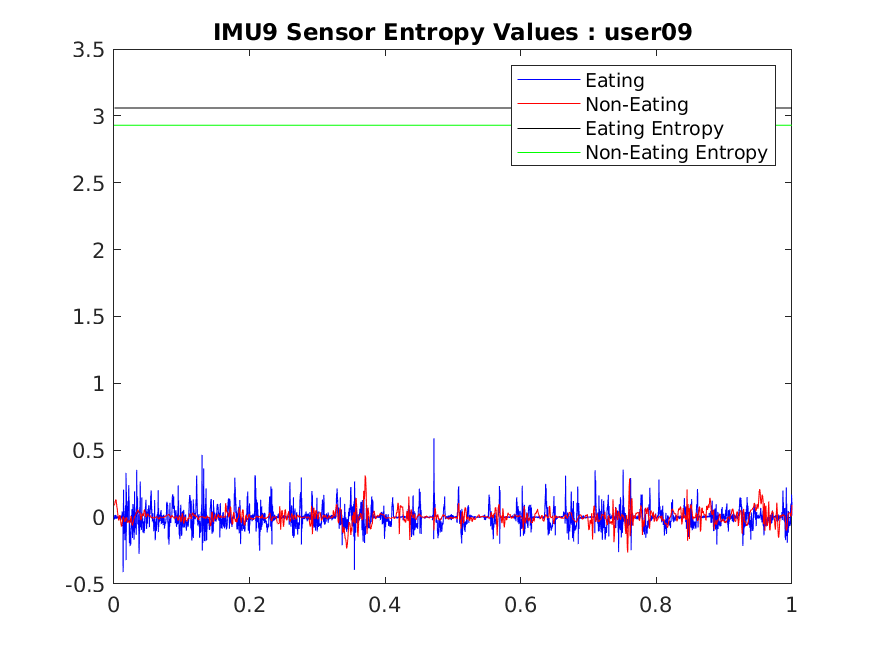 IMU9 Sensor Entropy Values : user09
3.5
3
2.5
2
1.5
1
0.5
0
-0.5
Eating
Non-Eating
Eating Entropy
Non-Eating Entropy
0 0.2 0.4 0.6 0.8 1